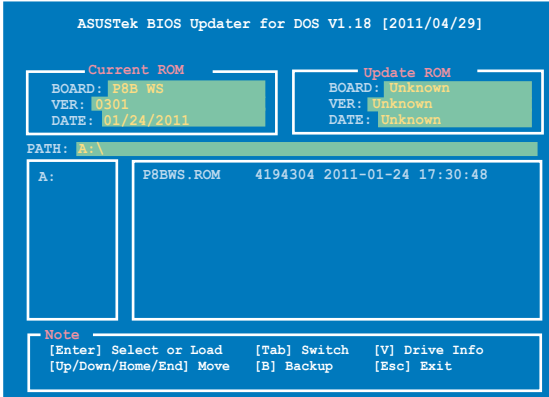 ASUSTek BIOS Updater for DOS V1.18 [2011/04/29]
Current ROM
BOARD: P8B WS
VER: 0301
DATE: 01/24/2011
Update ROM
BOARD: Unknown
VER: Unknown
DATE: Unknown
PATH: A:\
A:
P8BWS.ROM 4194304 2011-01-24 17:30:48
Note
[Enter] Select or Load [Tab] Switch [V] Drive Info
[Up/Down/Home/End] Move [B] Backup [Esc] Exit